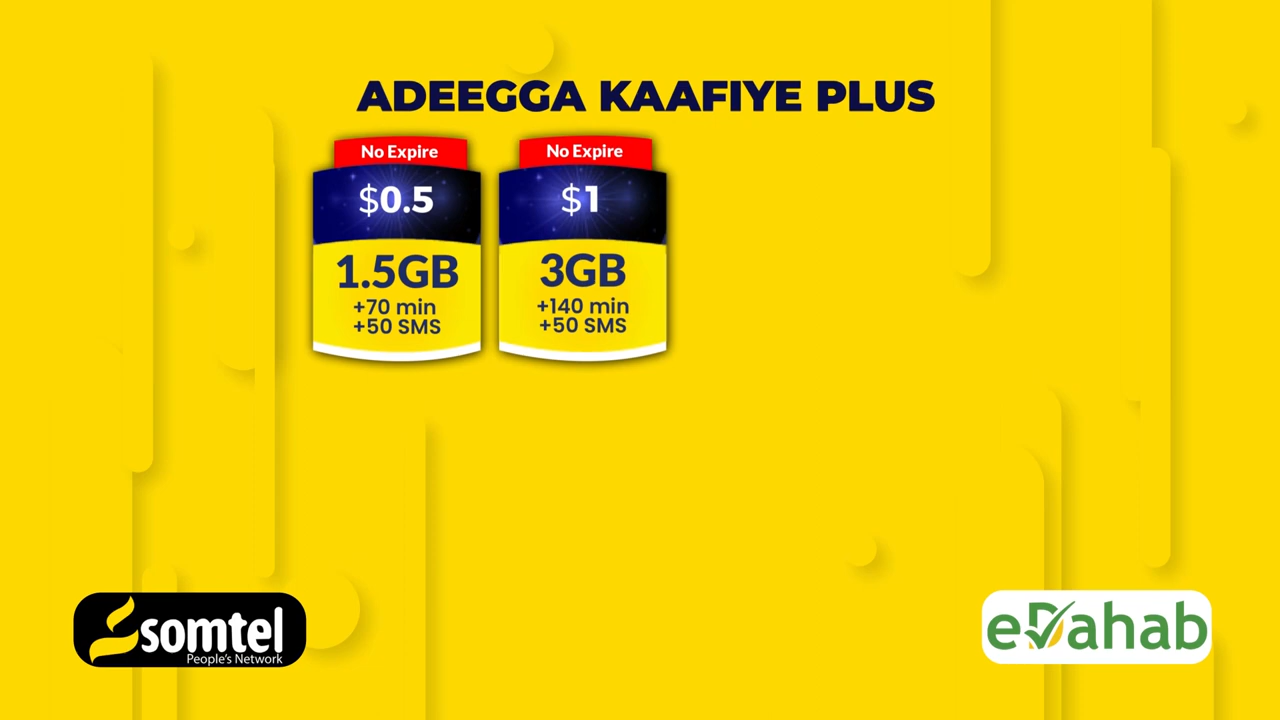 ADEEGGA KAAFIYE PLUS
No Expire
$0.5
1.5GB
+70 min
+50 SMS
No Expire
$1
3GB
+140 min
+50 SMS
somtel
People's Network
eDahab